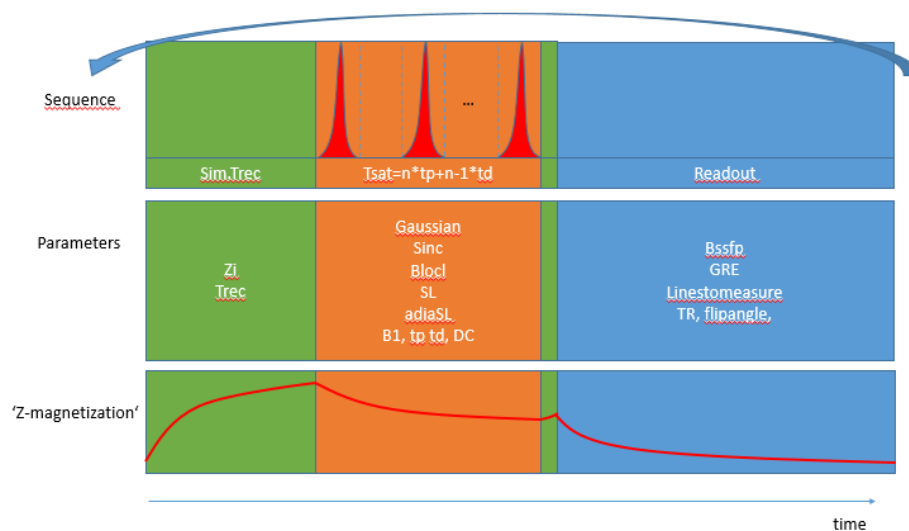 Sequence
...
Sim.Trec
Tsat=n*tp+n-1*td
Readout
Parameters
Zi
Trec
Gaussian
Sinc
Blocl
SL
adiaSL
B1, tp td, DC
Bssfp
GRE
Linestomeasure
TR, flipangle,
'Z-magnetization'
time